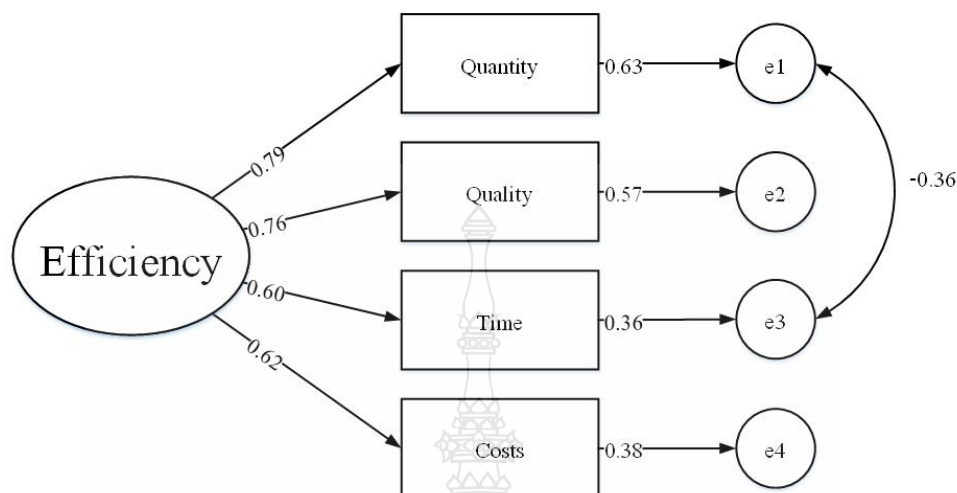 Quantity
0.63
e1
0.79
Quality
0.57
e2
-0.36
0.76
Efficiency
0.60
Time
0.36
e3
0.62
Costs
0.38
e4